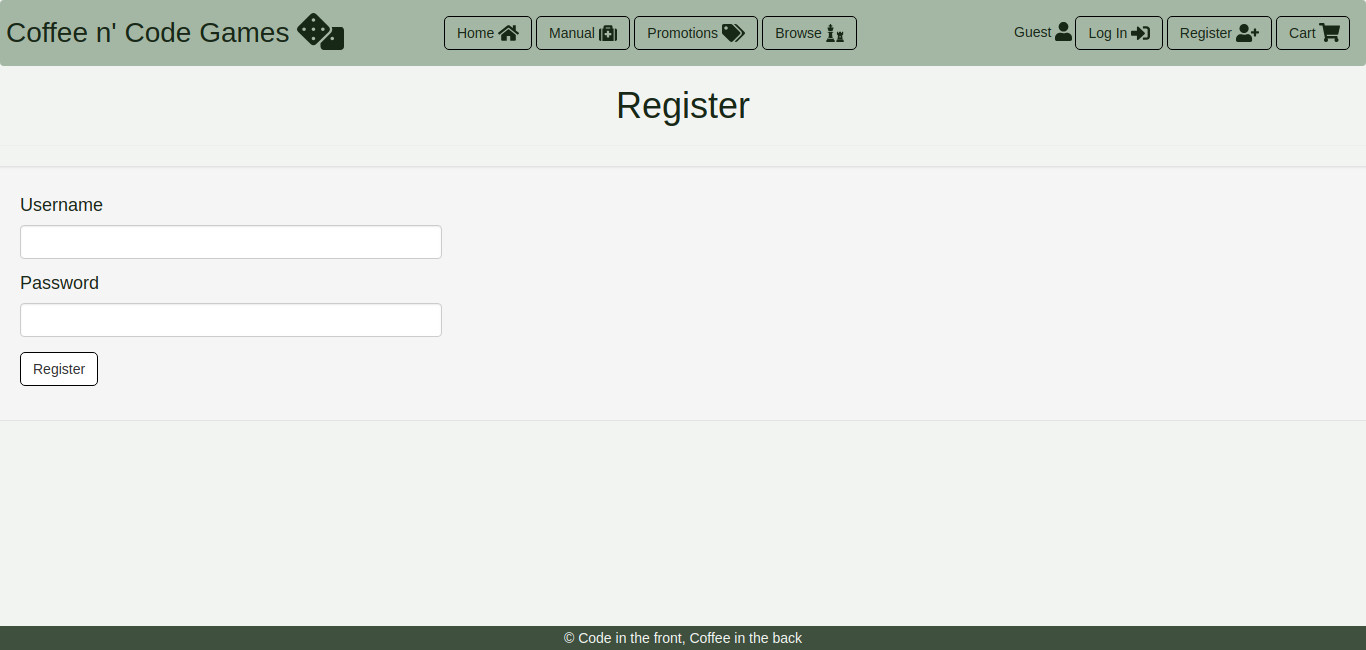 Coffee n' Code Games Home Manual Promotions Browse Guest Log In Register Cart
Register
Username
Password
Register
© Code in the front, Coffee in the back